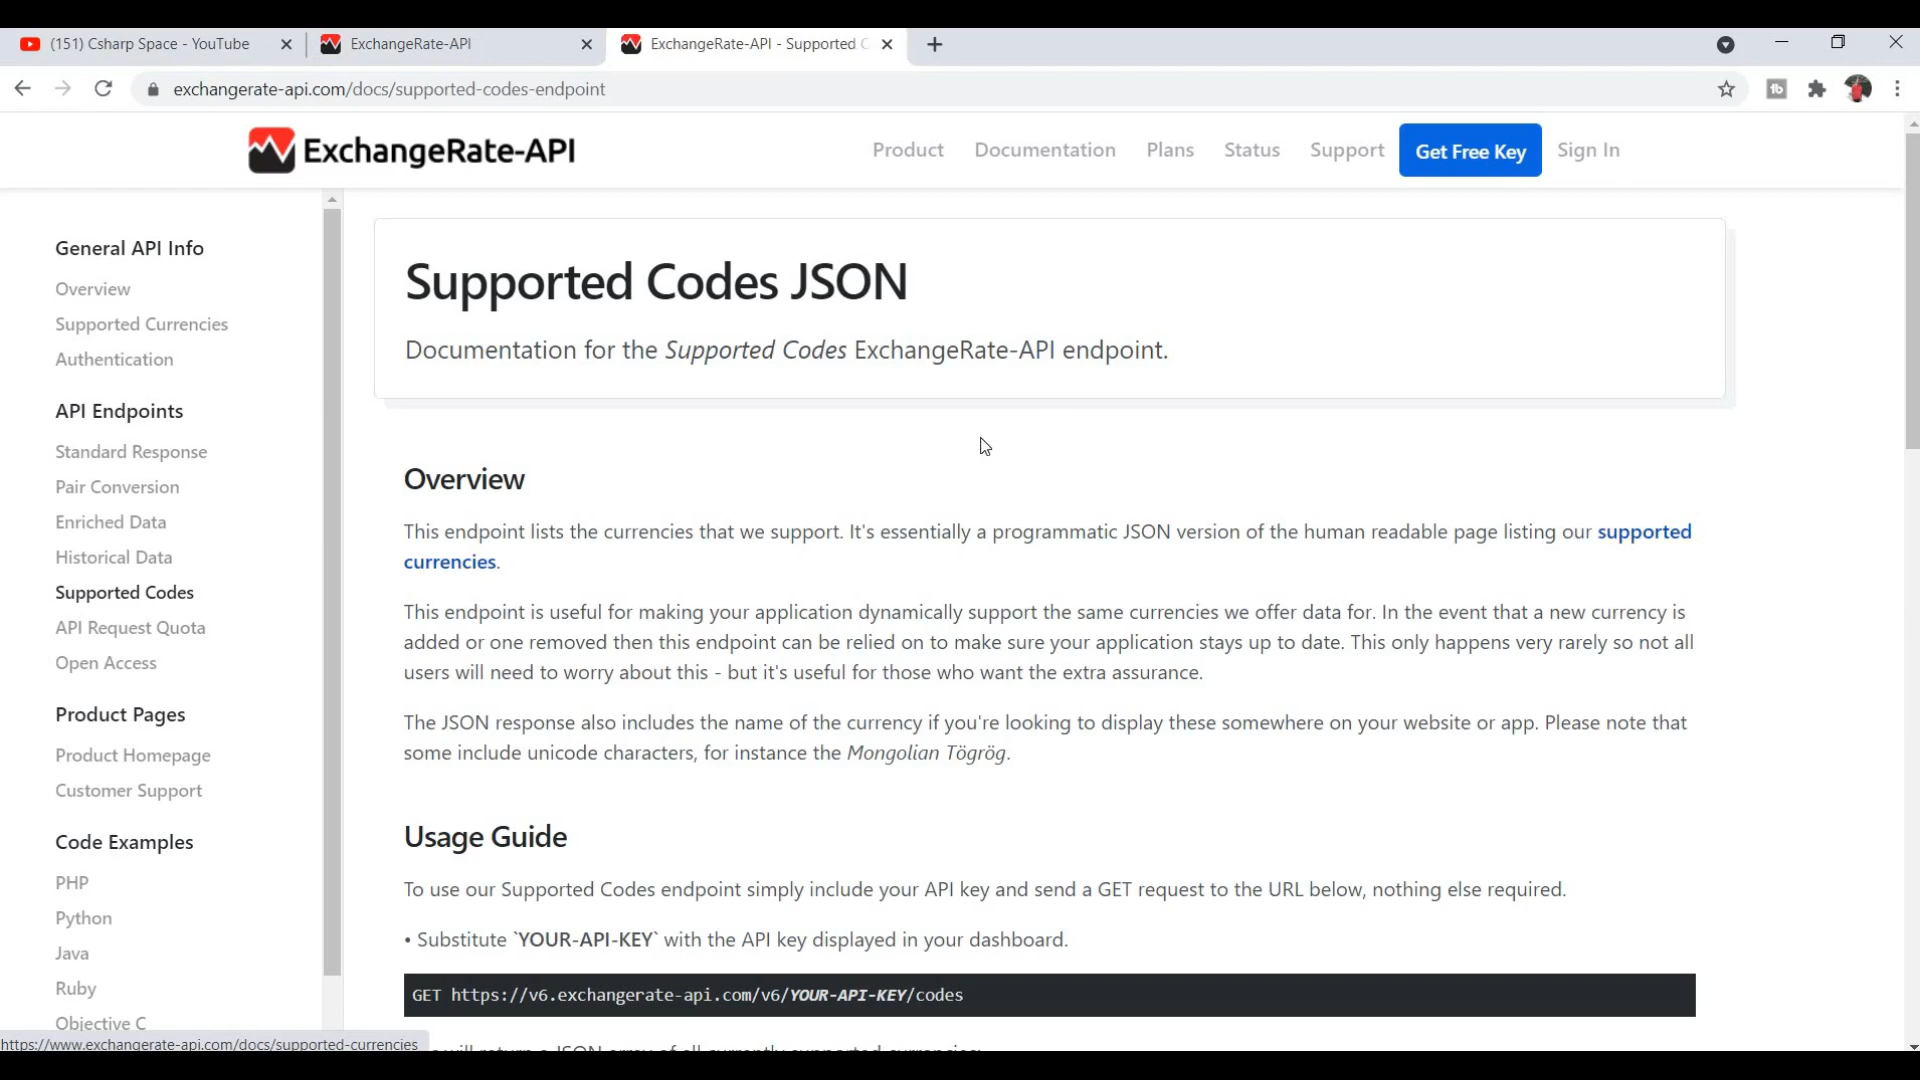 (151) Csharp Space - YouTube
ExchangeRate-API
ExchangeRate-API - Supported C
exchangerate-api.com/docs/supported-codes-endpoint
tb
ExchangeRate-API
Product
Documentation
Plans
Status
Support
Get Free Key
Sign In
General API Info
Overview
Supported Currencies
Authentication
API Endpoints
Standard Response
Pair Conversion
Enriched Data
Historical Data
Supported Codes
API Request Quota
Open Access
Product Pages
Product Homepage
Customer Support
Code Examples
PHP
Python
Java
Ruby
Objective C
Supported Codes JSON
Documentation for the Supported Codes ExchangeRate-API endpoint.
Overview
This endpoint lists the currencies that we support. It's essentially a programmatic JSON version of the human readable page listing our supported
currencies.
This endpoint is useful for making your application dynamically support the same currencies we offer data for. In the event that a new currency is
added or one removed then this endpoint can be relied on to make sure your application stays up to date. This only happens very rarely so not all
users will need to worry about this - but it's useful for those who want the extra assurance.
The JSON response also includes the name of the currency if you're looking to display these somewhere on your website or app. Please note that
some include unicode characters, for instance the Mongolian Tögrög.
Usage Guide
To use our Supported Codes endpoint simply include your API key and send a GET request to the URL below, nothing else required.
• Substitute `YOUR-API-KEY` with the API key displayed in your dashboard.
GET https://v6.exchangerate-api.com/v6/YOUR-API-KEY/codes
will return a JSON array of all currently supported currencies:
https://www.exchangerate-api.com/docs/supported-currencies